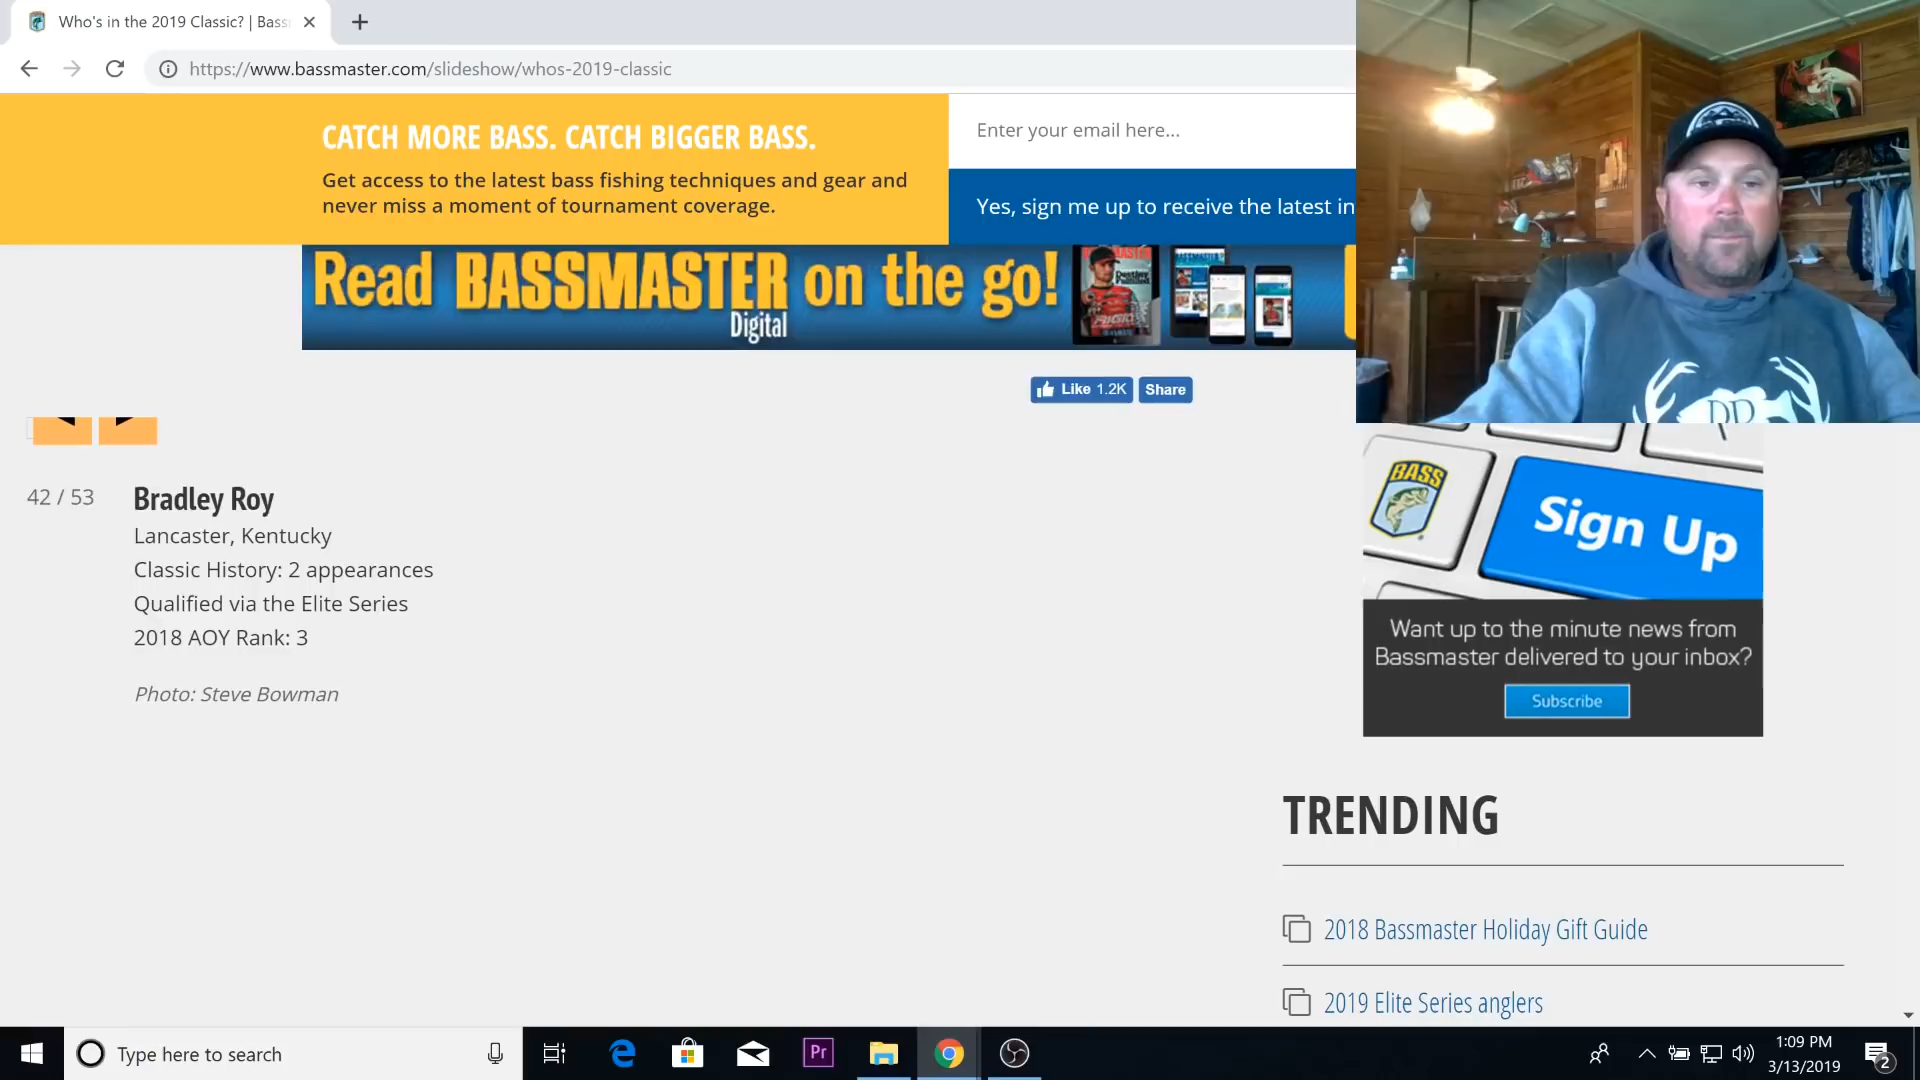 Who's in the 2019 Classic? | Bass
https://www.bassmaster.com/slideshow/whos-2019-classic
CATCH MORE BASS. CATCH BIGGER BASS.
Get access to the latest bass fishing techniques and gear and
never miss a moment of tournament coverage.
Enter your email here...
Yes, sign me up to receive the latest in
Read BASSMASTER on the go!
Digital
Like 1.2K
Share
DD
42 / 53
Bradley Roy
Lancaster, Kentucky
Classic History: 2 appearances
Qualified via the Elite Series
2018 AOY Rank: 3
Photo: Steve Bowman
BASS
Sign Up
Want up to the minute news from
Bassmaster delivered to your inbox?
Subscribe
TRENDING
2018 Bassmaster Holiday Gift Guide
2019 Elite Series anglers
Type here to search
Pr
1:09 PM
3/13/2019
2